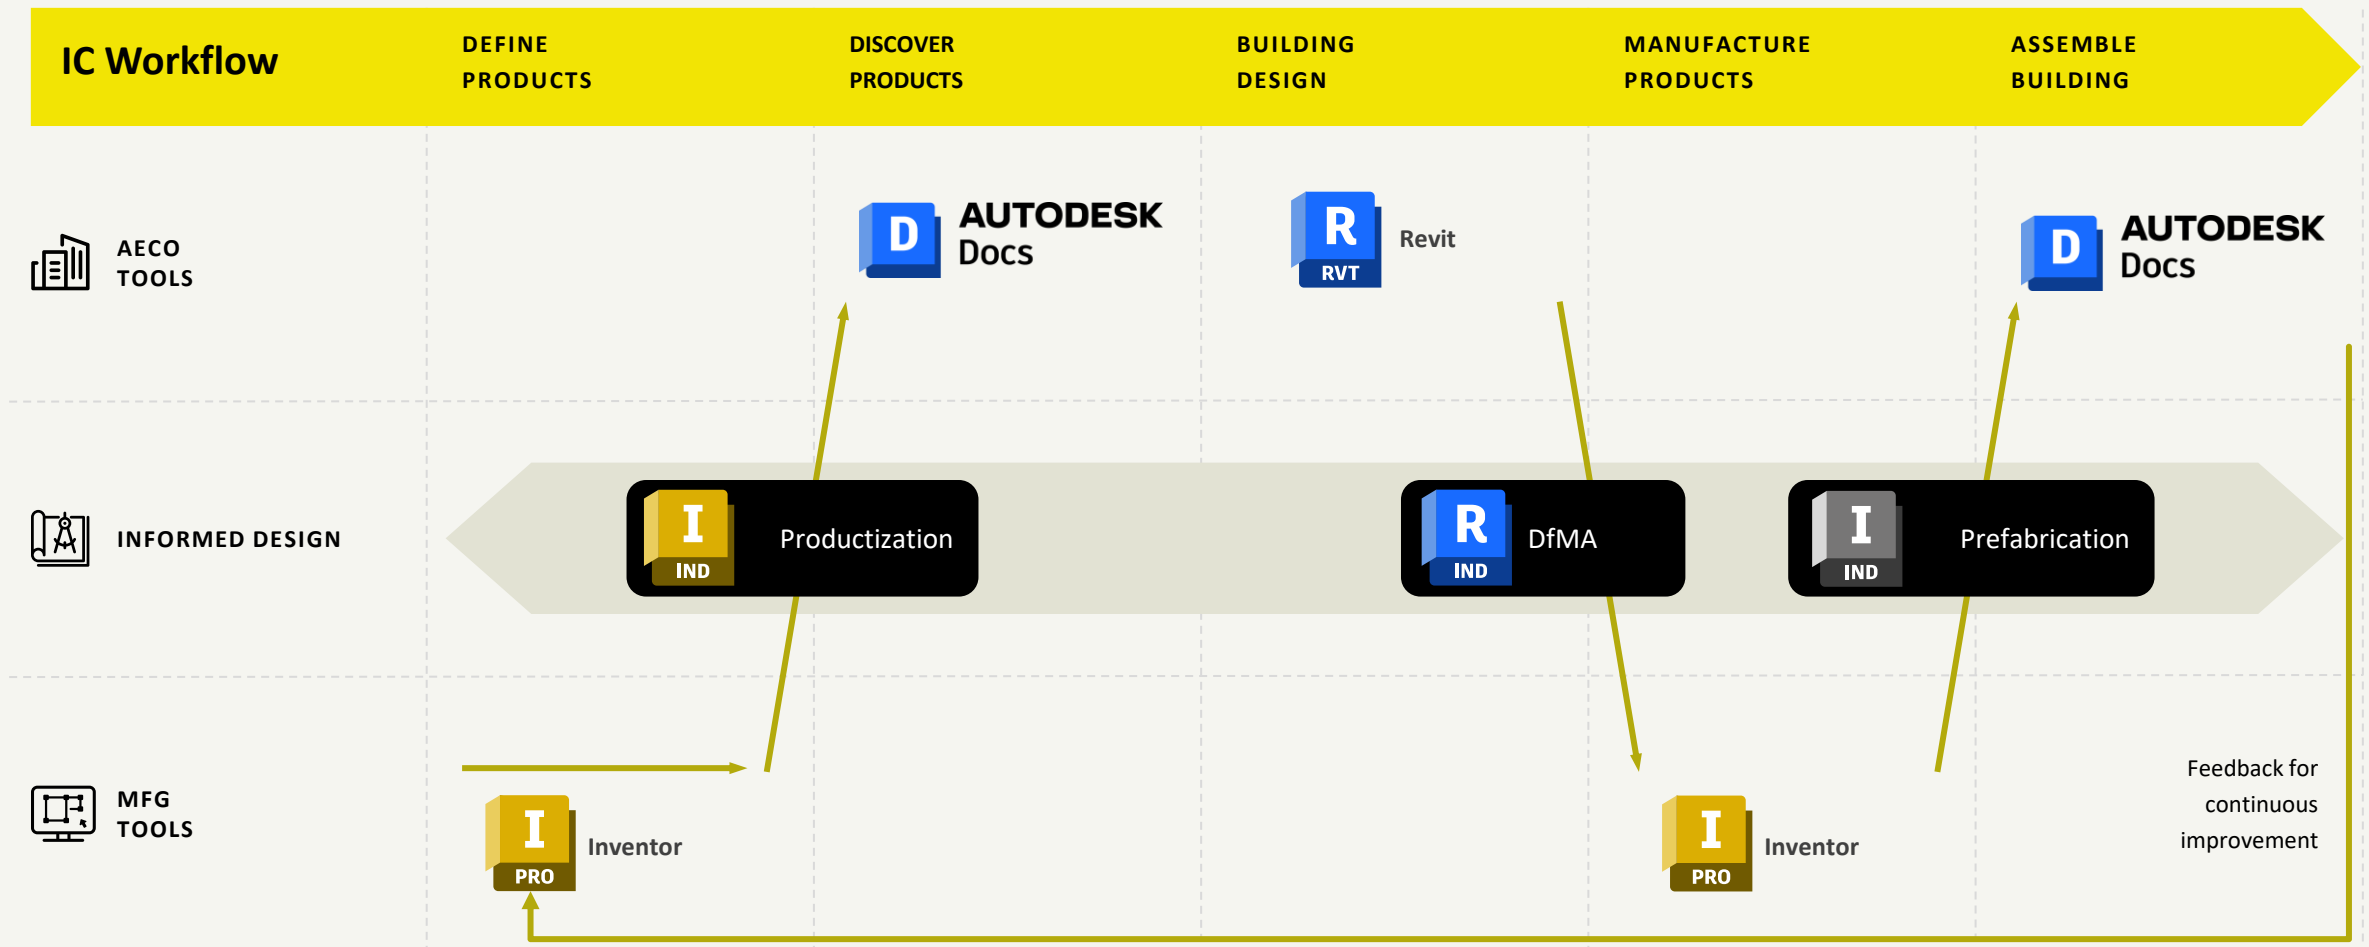 IC Workflow
DEFINE
PRODUCTS
DISCOVER
PRODUCTS
BUILDING
DESIGN
MANUFACTURE
PRODUCTS
ASSEMBLE
BUILDING
AECO
TOOLS
D
AUTODESK
Docs
R
RVT
Revit
D
AUTODESK
Docs
INFORMED DESIGN
I
IND
Productization
R
IND
DfMA
I
IND
Prefabrication
MFG
TOOLS
I
PRO
Inventor
I
PRO
Inventor
Feedback for
continuous
improvement